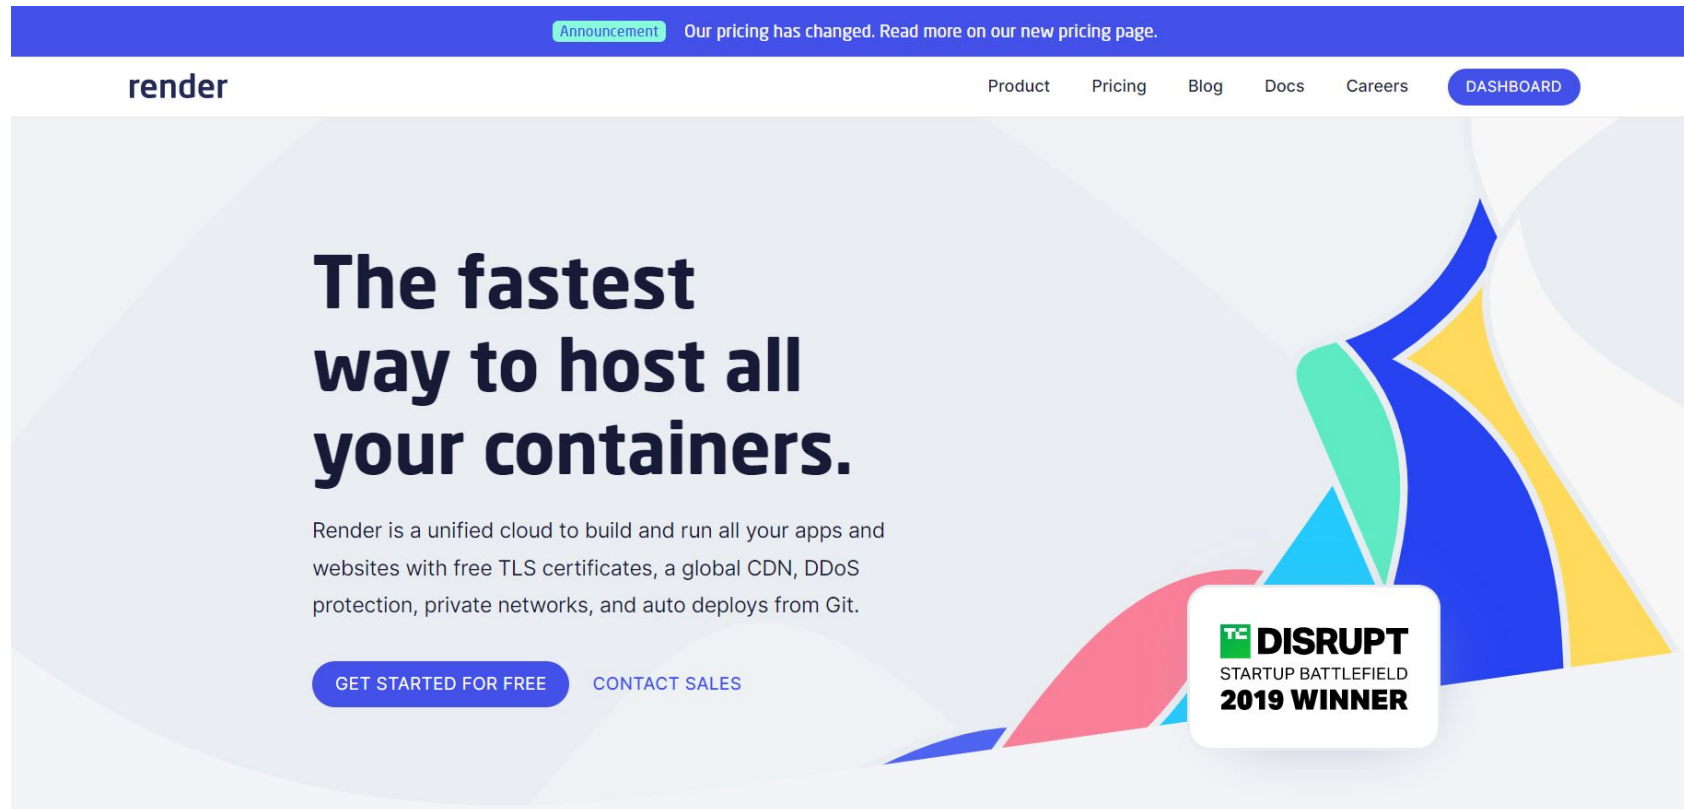 Announcement Our pricing has changed. Read more on our new pricing page.
render Product Pricing Blog Docs Careers DASHBOARD
The fastest
way to host all
your containers.
Render is a unified cloud to build and run all your apps and
websites with free TLS certificates, a global CDN, DDoS
protection, private networks, and auto deploys from Git.
GET STARTED FOR FREE CONTACT SALES
TC DISRUPT
STARTUP BATTLEFIELD
2019 WINNER